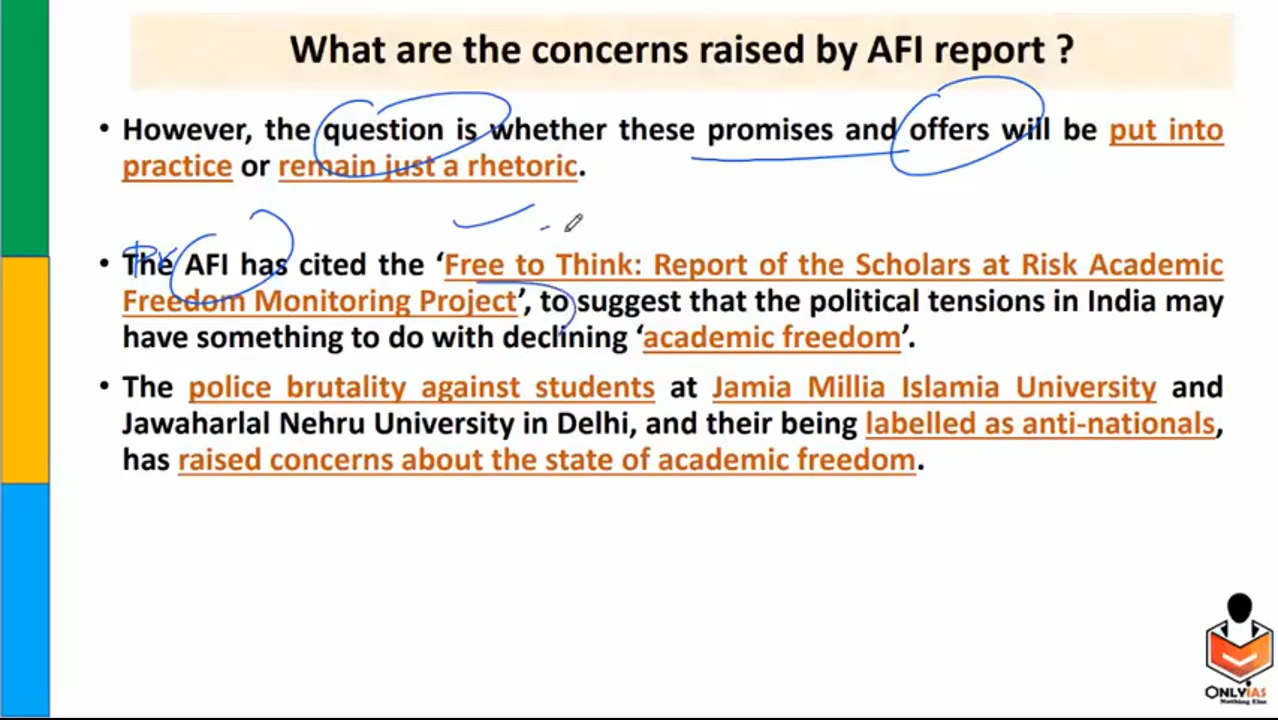 What are the concerns raised by AFI report ?
• However, the question is whether these promises and offers will be put into
practice or remain just a rhetoric.
• The AFI has cited the ‘Free to Think: Report of the Scholars at Risk Academic
Freedom Monitoring Project’, to suggest that the political tensions in India may
have something to do with declining ‘academic freedom’.
• The police brutality against students at Jamia Millia Islamia University and
Jawaharlal Nehru University in Delhi, and their being labelled as anti-nationals,
has raised concerns about the state of academic freedom.
ONLYIAS
Nothing Else